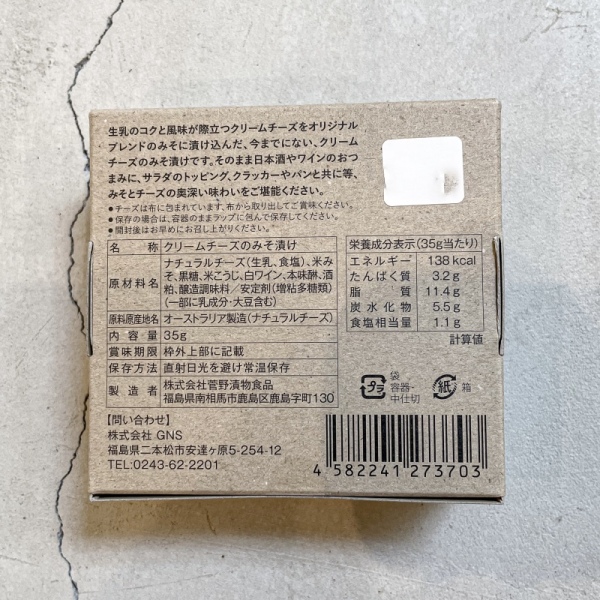 生乳のコクと風味が際立つクリームチーズをオリジナル
ブレンドのみそに漬け込んだ、今までにない、クリーム
チーズのみそ漬けです。そのまま日本酒やワインのおつ
まみに、サラダのトッピング、クラッカーやパンと共に等、
みそとチーズの奥深い味わいをご堪能ください。
●チーズは布に包まれています。布から取り出してご賞味ください。
●保存の場合は、容器のままラップに包んで保存してください。
●開封後はお早めにお召し上がりください。
名 称 クリームチーズのみそ漬け
原材料名 ナチュラルチーズ(生乳、食塩)、米み
そ、黒糖、米こうじ、白ワイン、本味醂、酒
粕、醸造調味料/安定剤(増粘多糖類)
(一部に乳成分・大豆含む)
原料原産地名 オーストラリア製造(ナチュラルチーズ)
内 容 量 35g
賞味期限 枠外上部に記載
保存方法 直射日光を避け常温保存
製 造 者 株式会社菅野漬物食品
福島県南相馬市鹿島区鹿島字町130
栄養成分表示(35g当たり)
エネルギー 138 kcal
たんぱく質 3.2g
脂 質 11.4g
炭水化物 5.5g
食塩相当量 1.1g
計算値
プラ 袋
容器・
中仕切
紙 箱
【問い合わせ】
株式会社 GNS
福島県二本松市安達ヶ原5-254-12
TEL:0243-62-2201
4 582241 273703